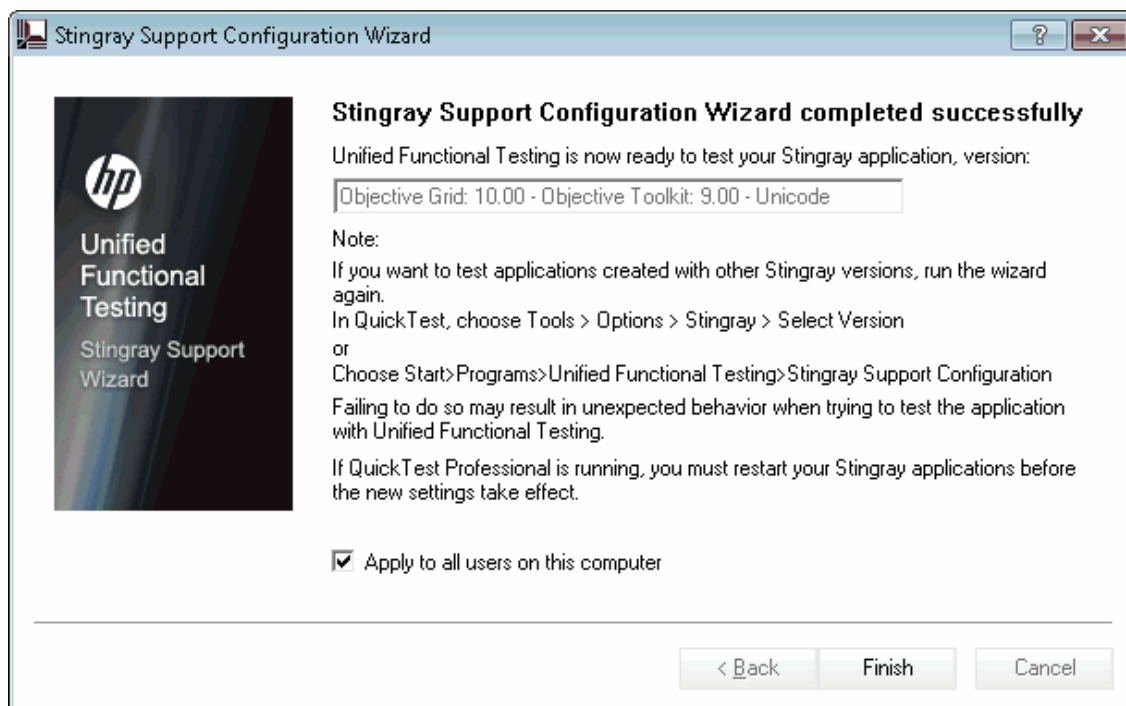 Stingray Support Configuration Wizard
?
hp
Unified
Functional
Testing
Stingray Support
Wizard
Stingray Support Configuration Wizard completed successfully
Unified Functional Testing is now ready to test your Stingray application, version:
Objective Grid: 10.00 - Objective Toolkit: 9.00 - Unicode
Note:
If you want to test applications created with other Stingray versions, run the wizard
again.
In QuickTest, choose Tools > Options > Stingray > Select Version
or
Choose Start>Programs>Unified Functional Testing>Stingray Support Configuration
Failing to do so may result in unexpected behavior when trying to test the application
with Unified Functional Testing.
If QuickTest Professional is running, you must restart your Stingray applications before
the new settings take effect.
Apply to all users on this computer
< Back
Finish
Cancel